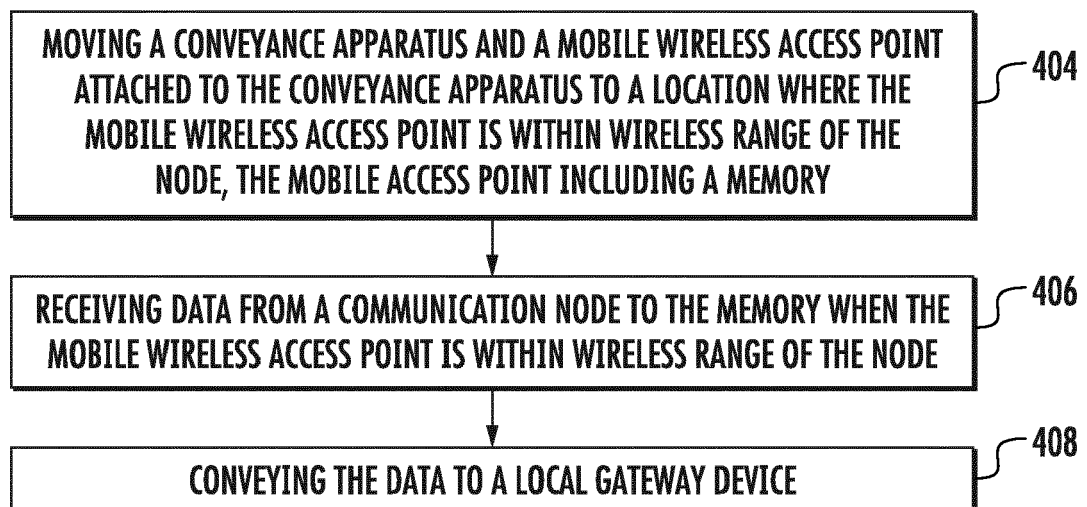 MOVING A CONVEYANCE APPARATUS AND A MOBILE WIRELESS ACCESS POINT
ATTACHED TO THE CONVEYANCE APPARATUS TO A LOCATION WHERE THE
MOBILE WIRELESS ACCESS POINT IS WITHIN WIRELESS RANGE OF THE
NODE, THE MOBILE ACCESS POINT INCLUDING A MEMORY
404
RECEIVING DATA FROM A COMMUNICATION NODE TO THE MEMORY WHEN THE
MOBILE WIRELESS ACCESS POINT IS WITHIN WIRELESS RANGE OF THE NODE
406
CONVEYING THE DATA TO A LOCAL GATEWAY DEVICE
408